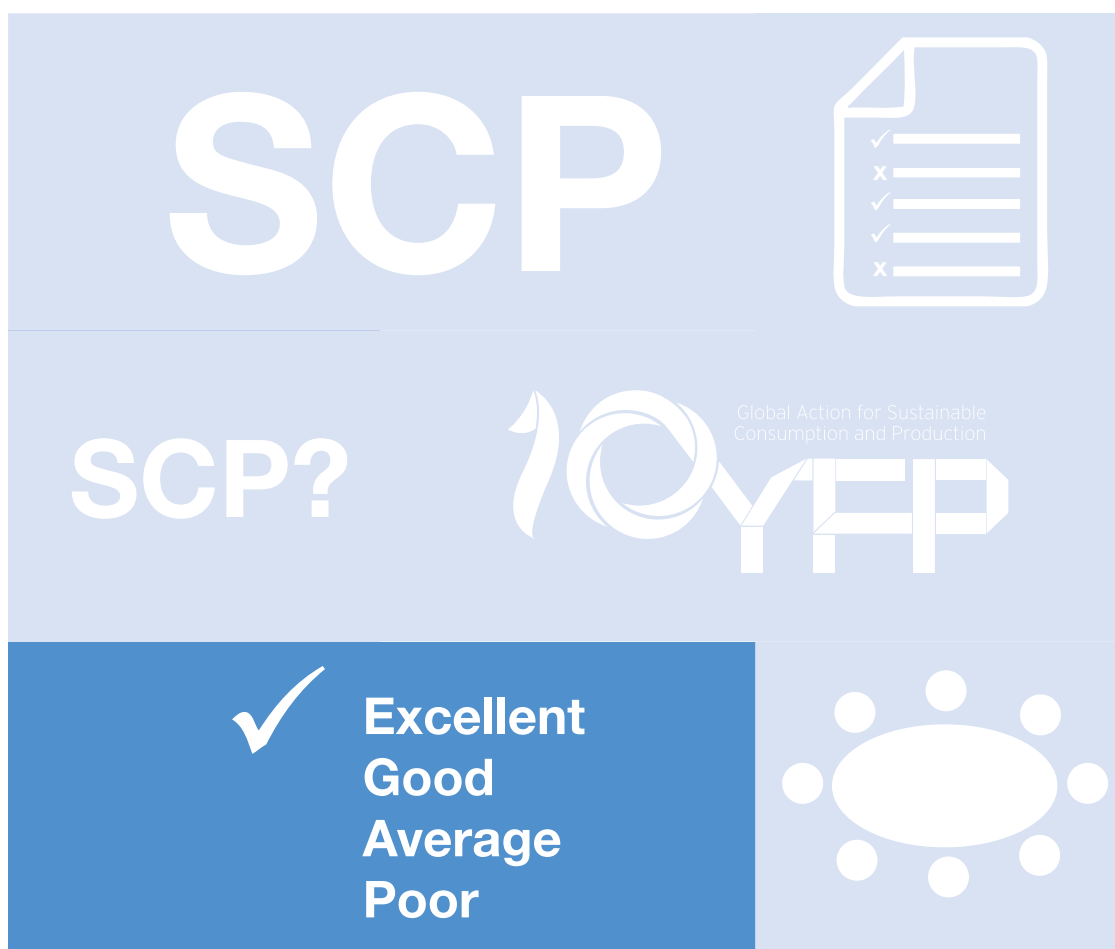 SCP
✓
x
✓
✓
x
SCP?
Global Action for Sustainable
Consumption and Production
10YFP
✓ Excellent
Good
Average
Poor